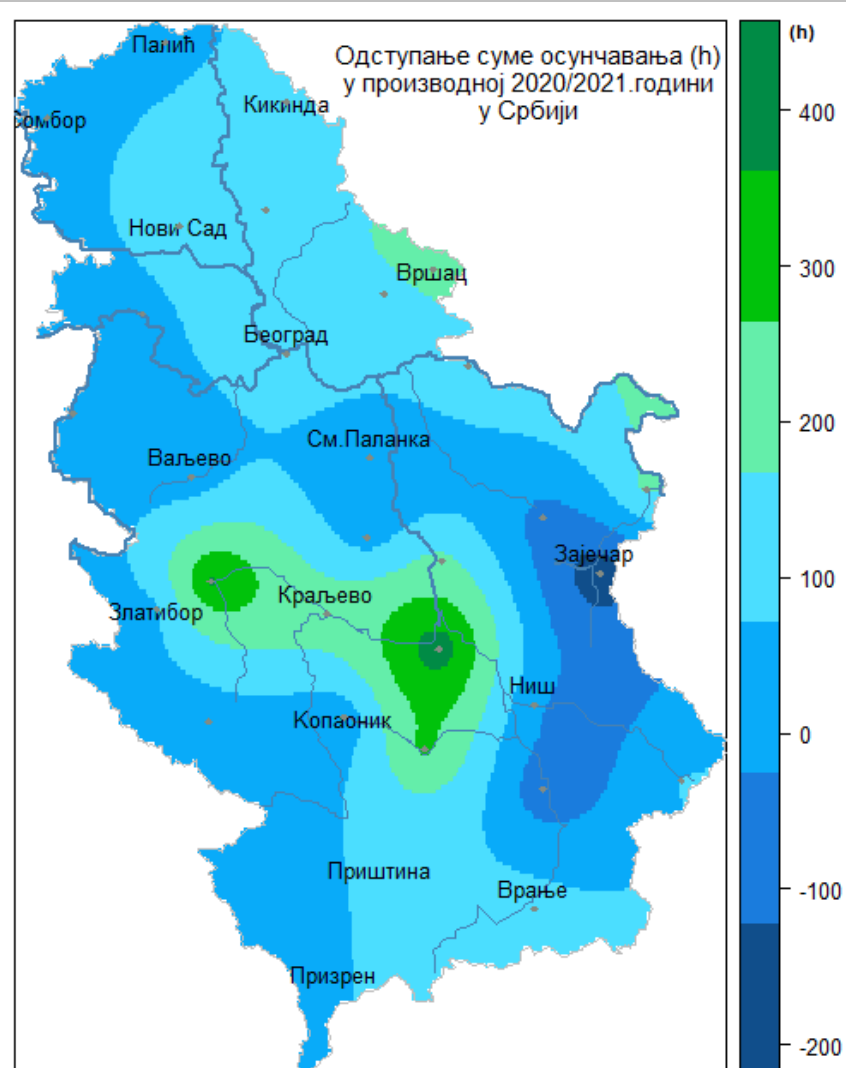 (h)
Одступање суме осунчавања (h)
у производној 2020/2021.години
у Србији
Палић
Кикинда
Сомбор
400
Нови Сад
Вршац
300
Београд
200
См.Паланка
Ваљево
Зајечар
100
Краљево
Златибор
Ниш
Копаоник
0
Приштина
Врање
-100
Призрен
-200